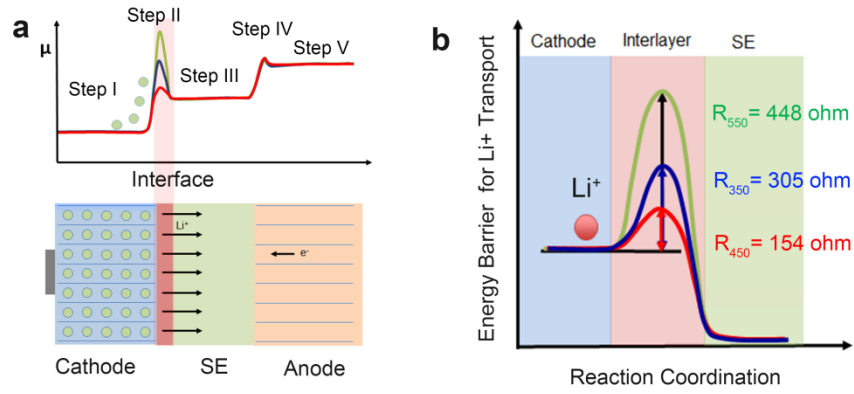 a
Step II
μ
Step IV
Step I
Step V
Step III
Interface
Li⁺
e⁻
Cathode
SE
Anode
b
Cathode
Interlayer
SE
Energy Barrier for Li+ Transport
R₅₅₀= 448 ohm
Li⁺
R₃₅₀= 305 ohm
R₄₅₀= 154 ohm
Reaction Coordination